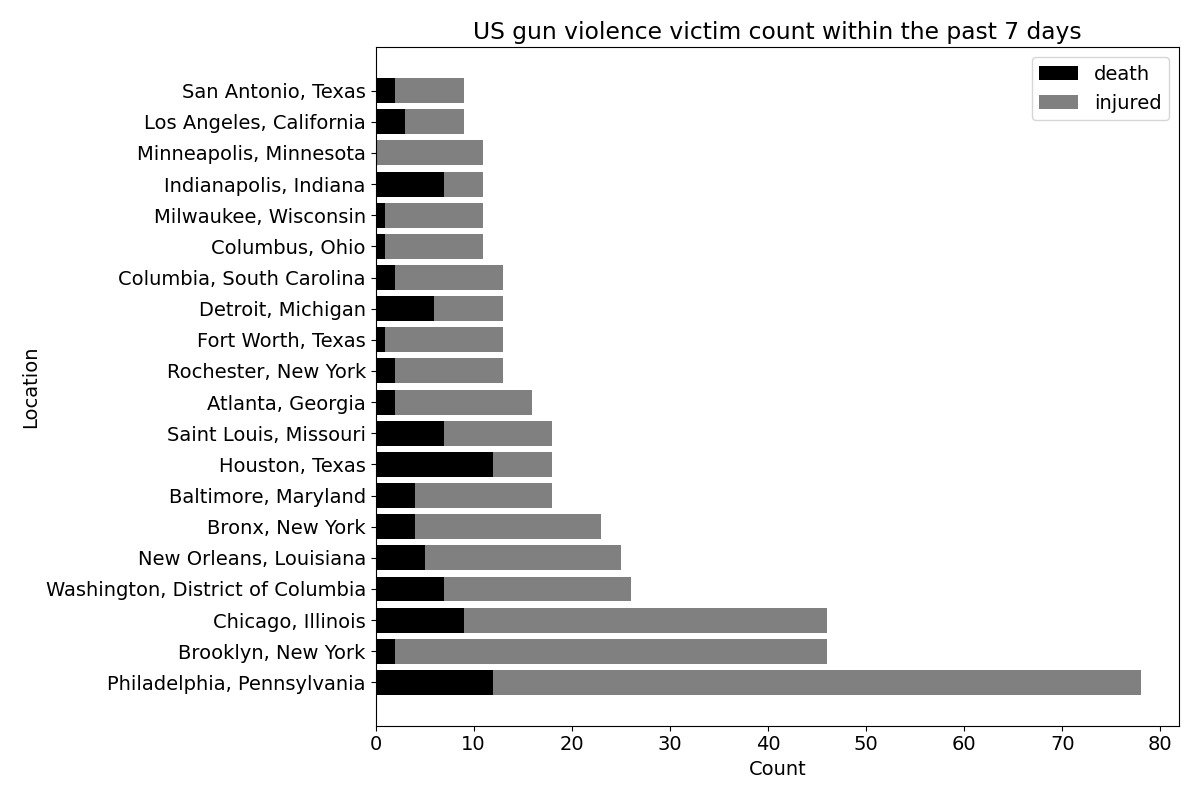 US gun violence victim count within the past 7 days
death
injured
San Antonio, Texas
Los Angeles, California
Minneapolis, Minnesota
Indianapolis, Indiana
Milwaukee, Wisconsin
Columbus, Ohio
Columbia, South Carolina
Detroit, Michigan
Fort Worth, Texas
Rochester, New York
Atlanta, Georgia
Saint Louis, Missouri
Houston, Texas
Baltimore, Maryland
Bronx, New York
New Orleans, Louisiana
Washington, District of Columbia
Chicago, Illinois
Brooklyn, New York
Philadelphia, Pennsylvania
Location
0 10 20 30 40 50 60 70 80
Count